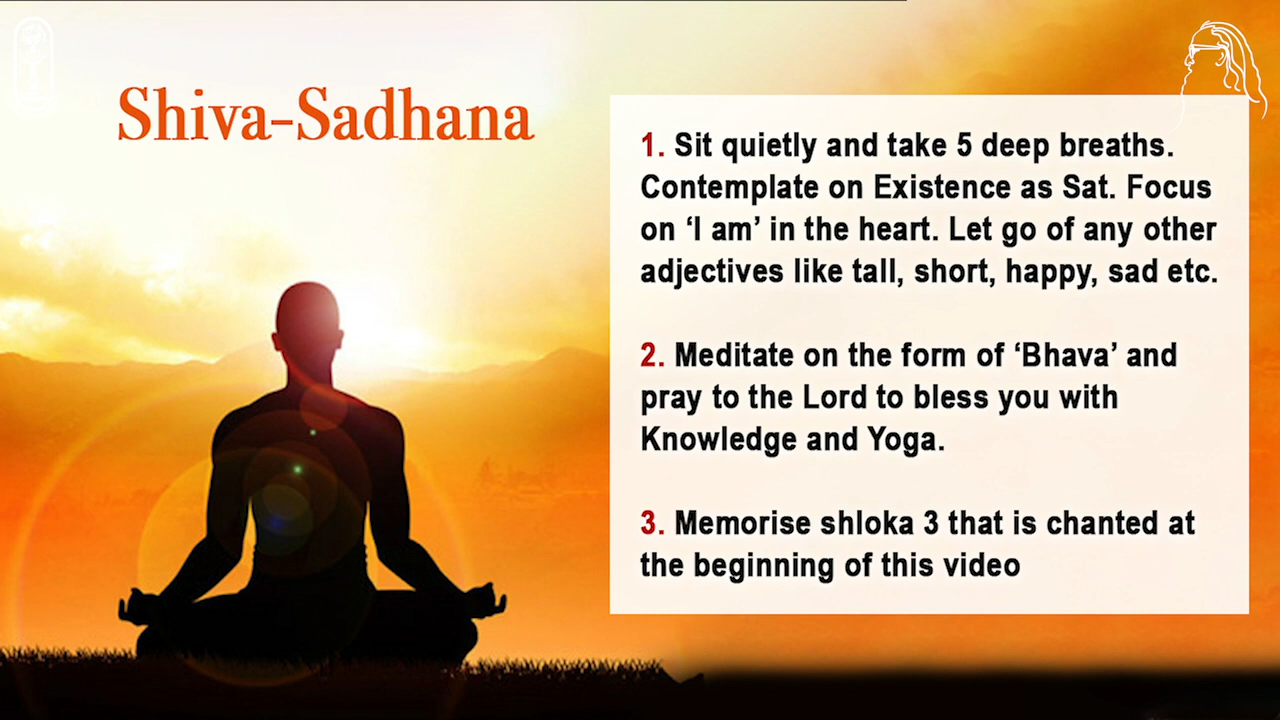 Shiva-Sadhana
1. Sit quietly and take 5 deep breaths.
Contemplate on Existence as Sat. Focus
on ‘I am’ in the heart. Let go of any other
adjectives like tall, short, happy, sad etc.
2. Meditate on the form of ‘Bhava’ and
pray to the Lord to bless you with
Knowledge and Yoga.
3. Memorise shloka 3 that is chanted at
the beginning of this video